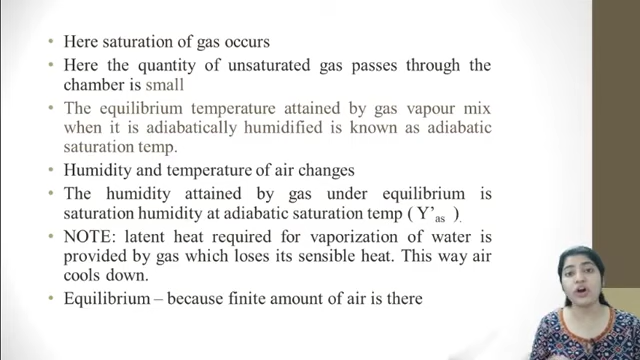 • Here saturation of gas occurs
• Here the quantity of unsaturated gas passes through the
chamber is small
• The equilibrium temperature attained by gas vapour mix
when it is adiabatically humidified is known as adiabatic
saturation temp.
• Humidity and temperature of air changes
• The humidity attained by gas under equilibrium is
saturation humidity at adiabatic saturation temp ( Y’as ).
• NOTE: latent heat required for vaporization of water is
provided by gas which loses its sensible heat. This way air
cools down.
• Equilibrium – because finite amount of air is there